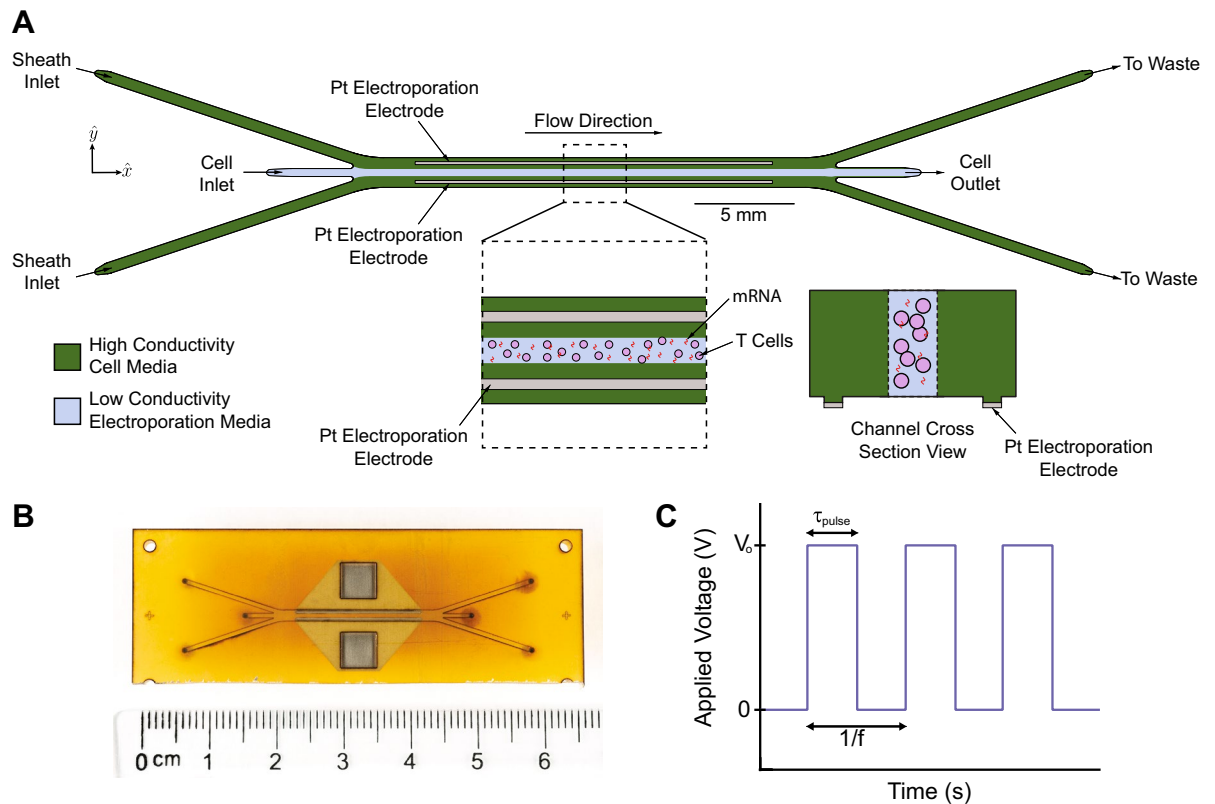 A
Sheath
Inlet
Pt Electroporation
Electrode
Flow Direction
To Waste
ŷ
x̂
Cell
Inlet
Cell
Outlet
5 mm
Pt Electroporation
Electrode
Sheath
Inlet
To Waste
mRNA
T Cells
High Conductivity
Cell Media
Low Conductivity
Electroporation Media
Pt Electroporation
Electrode
Channel Cross
Section View
Pt Electroporation
Electrode
B
0 cm 1 2 3 4 5 6
C
τpulse
Vo
0
1/f
Applied Voltage (V)
Time (s)